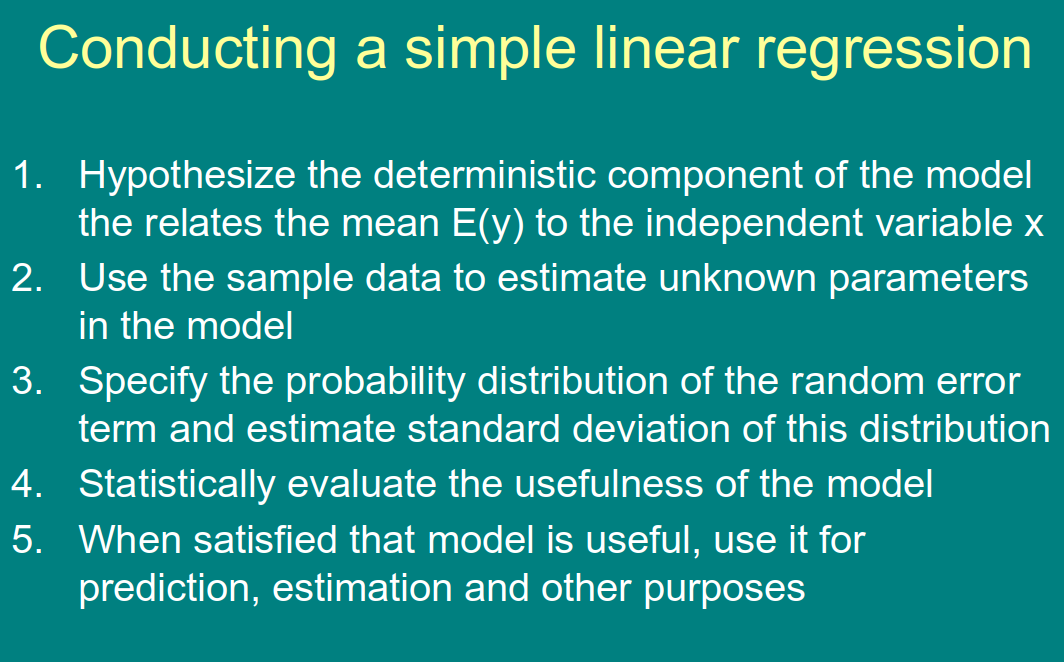 Conducting a simple linear regression
1. Hypothesize the deterministic component of the model
the relates the mean E(y) to the independent variable x
2. Use the sample data to estimate unknown parameters
in the model
3. Specify the probability distribution of the random error
term and estimate standard deviation of this distribution
4. Statistically evaluate the usefulness of the model
5. When satisfied that model is useful, use it for
prediction, estimation and other purposes